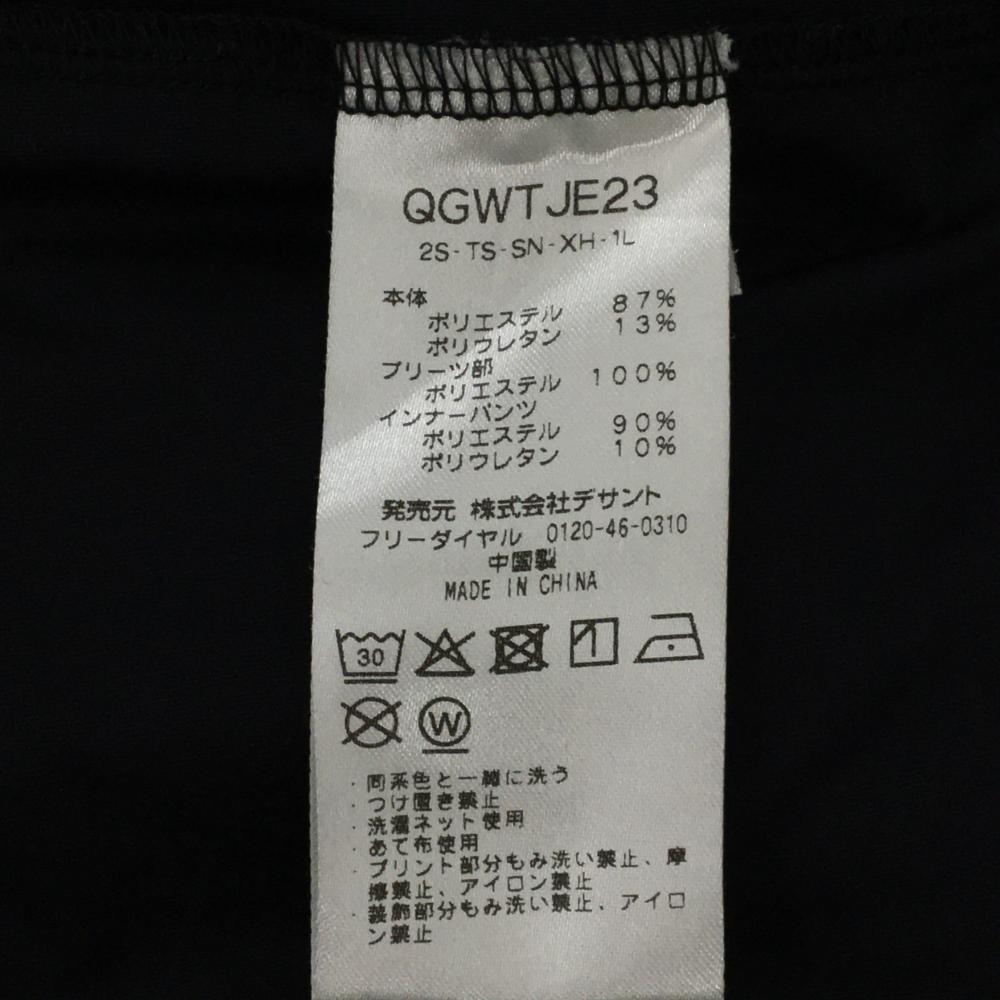 QGWTJE23
2S-TS-SN-XH-1L
本体
ポリエステル 87%
ポリウレタン 13%
プリーツ部
ポリエステル 100%
インナーパンツ
ポリエステル 90%
ポリウレタン 10%
発売元 株式会社デサント
フリーダイヤル 0120-46-0310
中国製
MADE IN CHINA
30
W
・同系色と一緒に洗う
・つけ置き禁止
・洗濯ネット使用
・あて布使用
・プリント部分もみ洗い禁止、摩
擦禁止、アイロン禁止
・装飾部分もみ洗い禁止、アイロ
ン禁止